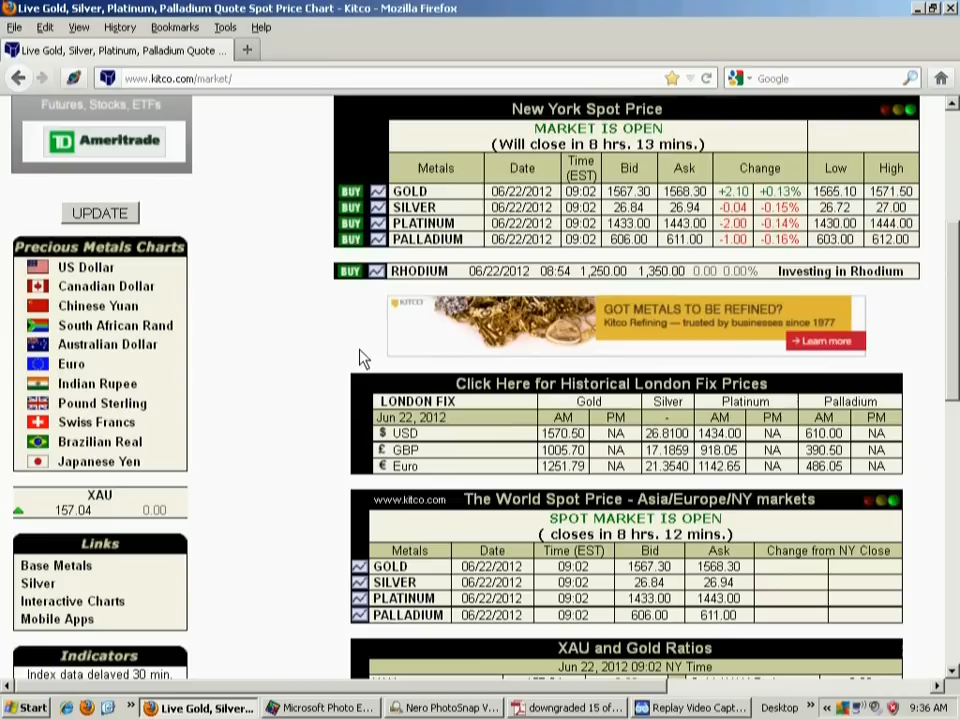 Live Gold, Silver, Platinum, Palladium Quote Spot Price Chart - Kitco - Mozilla Firefox
File Edit View History Bookmarks Tools Help
Live Gold, Silver, Platinum, Palladium Quote ...
www.kitco.com/market/
Google
Futures, Stocks, ETFs
TD Ameritrade
UPDATE
Precious Metals Charts
US Dollar
Canadian Dollar
Chinese Yuan
South African Rand
Australian Dollar
Euro
Indian Rupee
Pound Sterling
Swiss Francs
Brazilian Real
Japanese Yen
XAU
157.04 0.00
Links
Base Metals
Silver
Interactive Charts
Mobile Apps
Indicators
Index data delayed 30 min.
New York Spot Price
MARKET IS OPEN
(Will close in 8 hrs. 13 mins.)
Metals Date Time (EST) Bid Ask Change Low High
BUY GOLD 06/22/2012 09:02 1567.30 1568.30 +2.10 +0.13% 1565.10 1571.50
BUY SILVER 06/22/2012 09:02 26.84 26.94 -0.04 -0.15% 26.72 27.00
BUY PLATINUM 06/22/2012 09:02 1433.00 1443.00 -2.00 -0.14% 1430.00 1444.00
BUY PALLADIUM 06/22/2012 09:02 606.00 611.00 -1.00 -0.16% 603.00 612.00
BUY RHODIUM 06/22/2012 08:54 1,250.00 1,350.00 0.00 0.00% Investing in Rhodium
KITCO
GOT METALS TO BE REFINED?
Kitco Refining — trusted by businesses since 1977
Learn more
Click Here for Historical London Fix Prices
LONDON FIX Gold Silver Platinum Palladium
Jun 22, 2012 AM PM - AM PM AM PM
$ USD 1570.50 NA 26.8100 1434.00 NA 610.00 NA
£ GBP 1005.70 NA 17.1859 918.05 NA 390.50 NA
€ Euro 1251.79 NA 21.3540 1142.65 NA 486.05 NA
www.kitco.com The World Spot Price - Asia/Europe/NY markets
SPOT MARKET IS OPEN
( closes in 8 hrs. 12 mins.)
Metals Date Time (EST) Bid Ask Change from NY Close
GOLD 06/22/2012 09:02 1567.30 1568.30
SILVER 06/22/2012 09:02 26.84 26.94
PLATINUM 06/22/2012 09:02 1433.00 1443.00
PALLADIUM 06/22/2012 09:02 606.00 611.00
XAU and Gold Ratios
Jun 22, 2012 09:02 NY Time
Start Live Gold, Silver... Microsoft Photo E... Nero PhotoSnap V... downgraded 15 of... Replay Video Capt... Desktop 9:36 AM